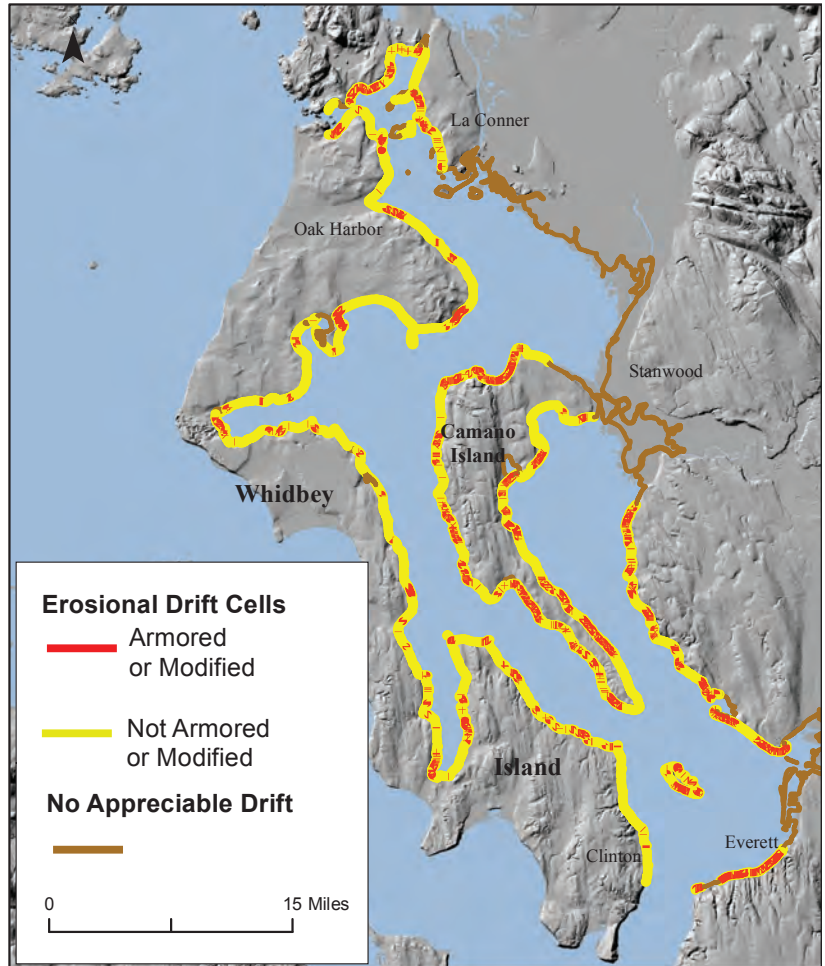 La Conner
Oak Harbor
Stanwood
Camano
Island
Whidbey
Island
Everett
Clinton
Erosional Drift Cells
Armored
or Modified
Not Armored
or Modified
No Appreciable Drift
0 15 Miles